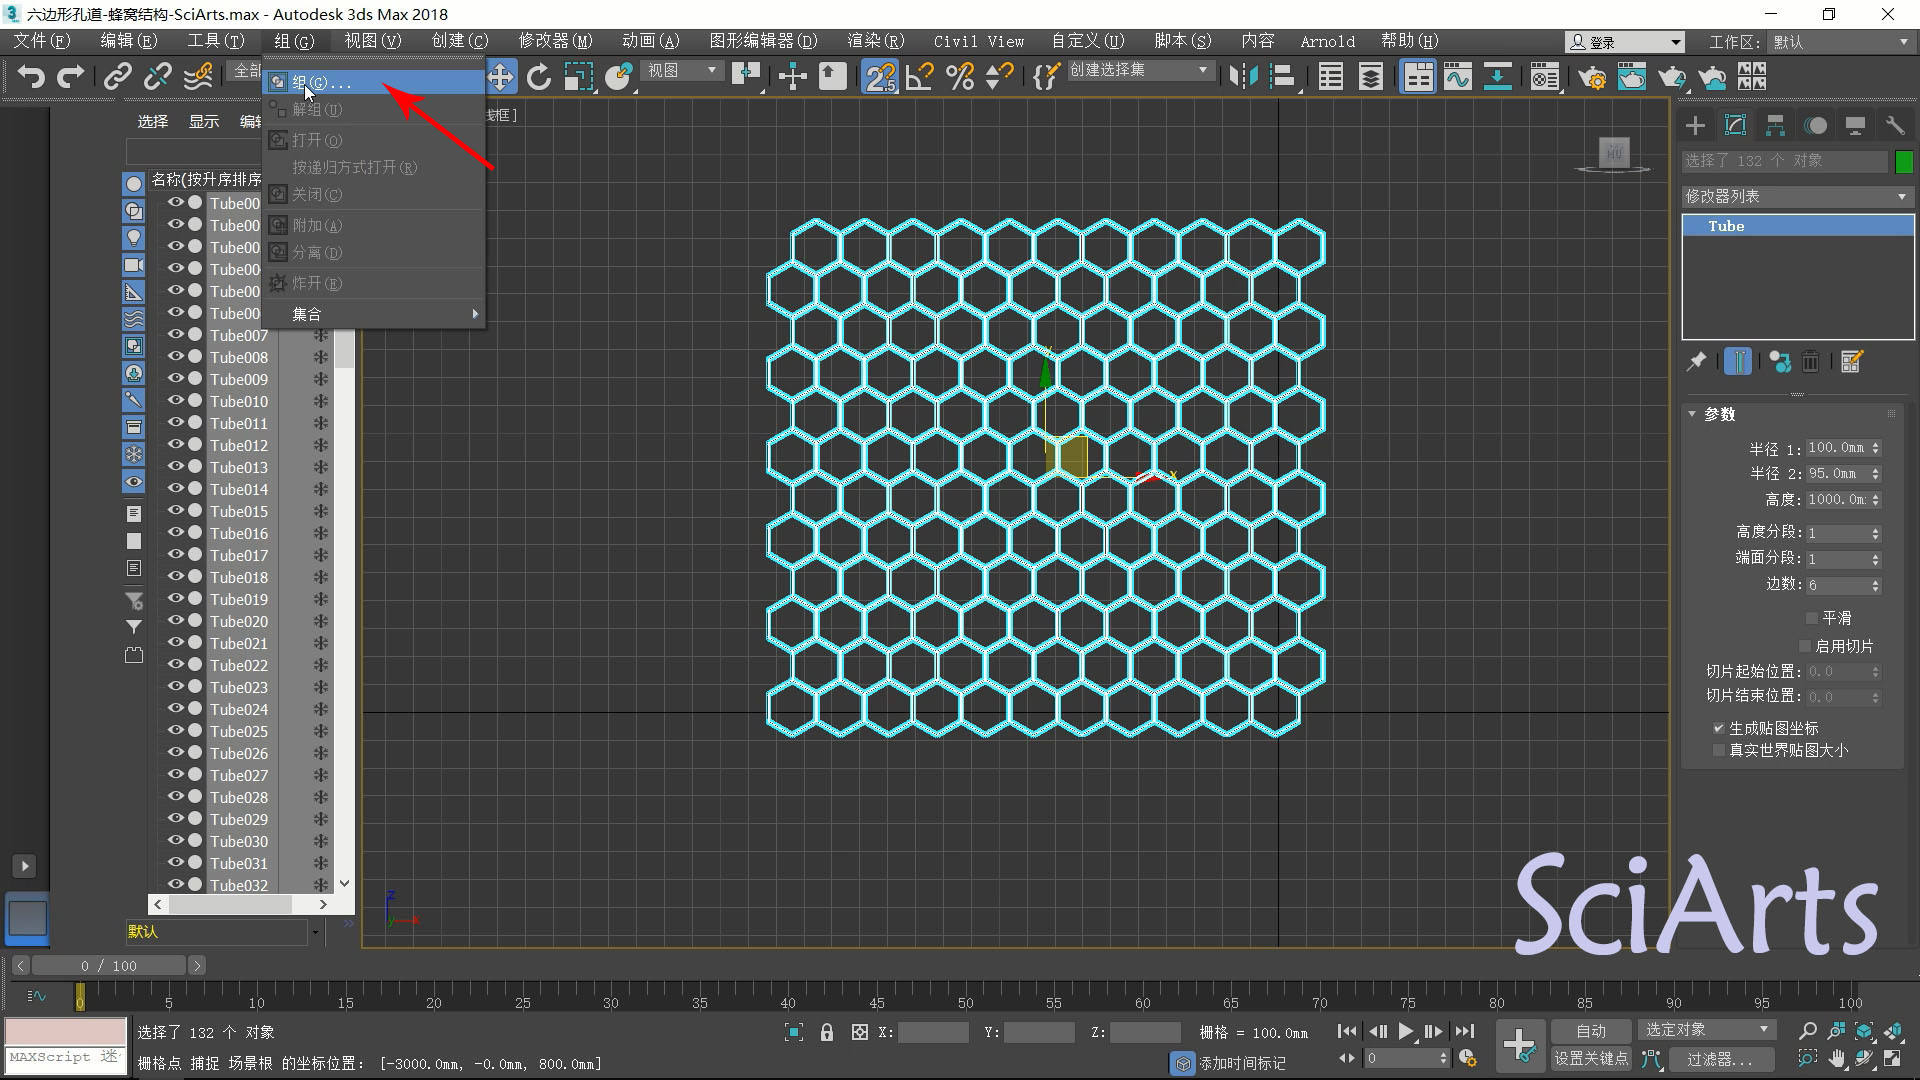 六边形孔道-蜂窝结构-SciArts.max - Autodesk 3ds Max 2018
文件(F) 编辑(E) 工具(T) 组(G) 视图(V) 创建(C) 修改器(M) 动画(A) 图形编辑器(D) 渲染(R) Civil View 自定义(U) 脚本(S) 内容 Arnold 帮助(H) 登录 工作区: 默认
全部 视图 创建选择集
组(G)...
解组(U)
打开(O)
按递归方式打开(R)
关闭(C)
附加(A)
分离(D)
炸开(E)
集合
线框]
选择 显示 编辑
名称(按升序排序
Tube00
Tube00
Tube00
Tube00
Tube00
Tube00
Tube007
Tube008
Tube009
Tube010
Tube011
Tube012
Tube013
Tube014
Tube015
Tube016
Tube017
Tube018
Tube019
Tube020
Tube021
Tube022
Tube023
Tube024
Tube025
Tube026
Tube027
Tube028
Tube029
Tube030
Tube031
Tube032
默认
y
x
z
选择了 132 个 对象
修改器列表
Tube
参数
半径 1: 100.0mm
半径 2: 95.0mm
高度: 1000.0m
高度分段: 1
端面分段: 1
边数: 6
平滑
启用切片
切片起始位置: 0.0
切片结束位置: 0.0
生成贴图坐标
真实世界贴图大小
SciArts
0 / 100
0 5 10 15 20 25 30 35 40 45 50 55 60 65 70 75 80 85 90 95 100
选择了 132 个 对象 X: Y: Z: 栅格 = 100.0mm 自动 选定对象
MAXScript 迷 栅格点 捕捉 场景根 的坐标位置: [-3000.0mm, -0.0mm, 800.0mm] 添加时间标记 0 设置关键点 过滤器...